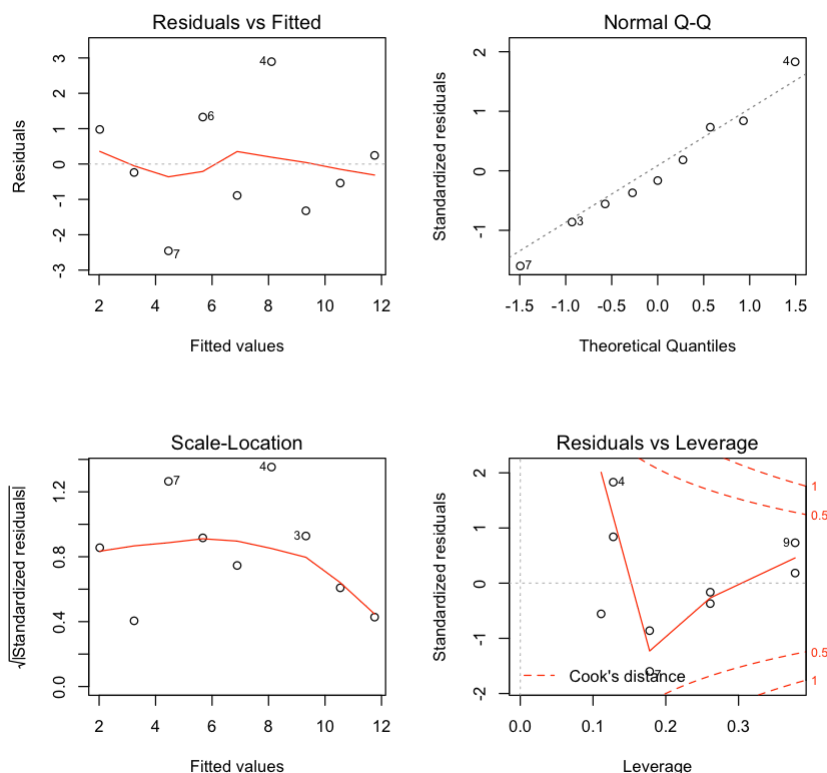 Residuals vs Fitted
Residuals
3
2
1
0
-1
-2
-3
4
6
7
2 4 6 8 10 12
Fitted values
Normal Q-Q
Standardized residuals
2
1
0
-1
4
3
7
-1.5 -1.0 -0.5 0.0 0.5 1.0 1.5
Theoretical Quantiles
Scale-Location
√|Standardized residuals|
1.2
0.8
0.4
0.0
7
4
3
2 4 6 8 10 12
Fitted values
Residuals vs Leverage
Standardized residuals
2
1
0
-1
-2
4
9
7
1
0.5
0.5
1
Cook's distance
0.0 0.1 0.2 0.3
Leverage